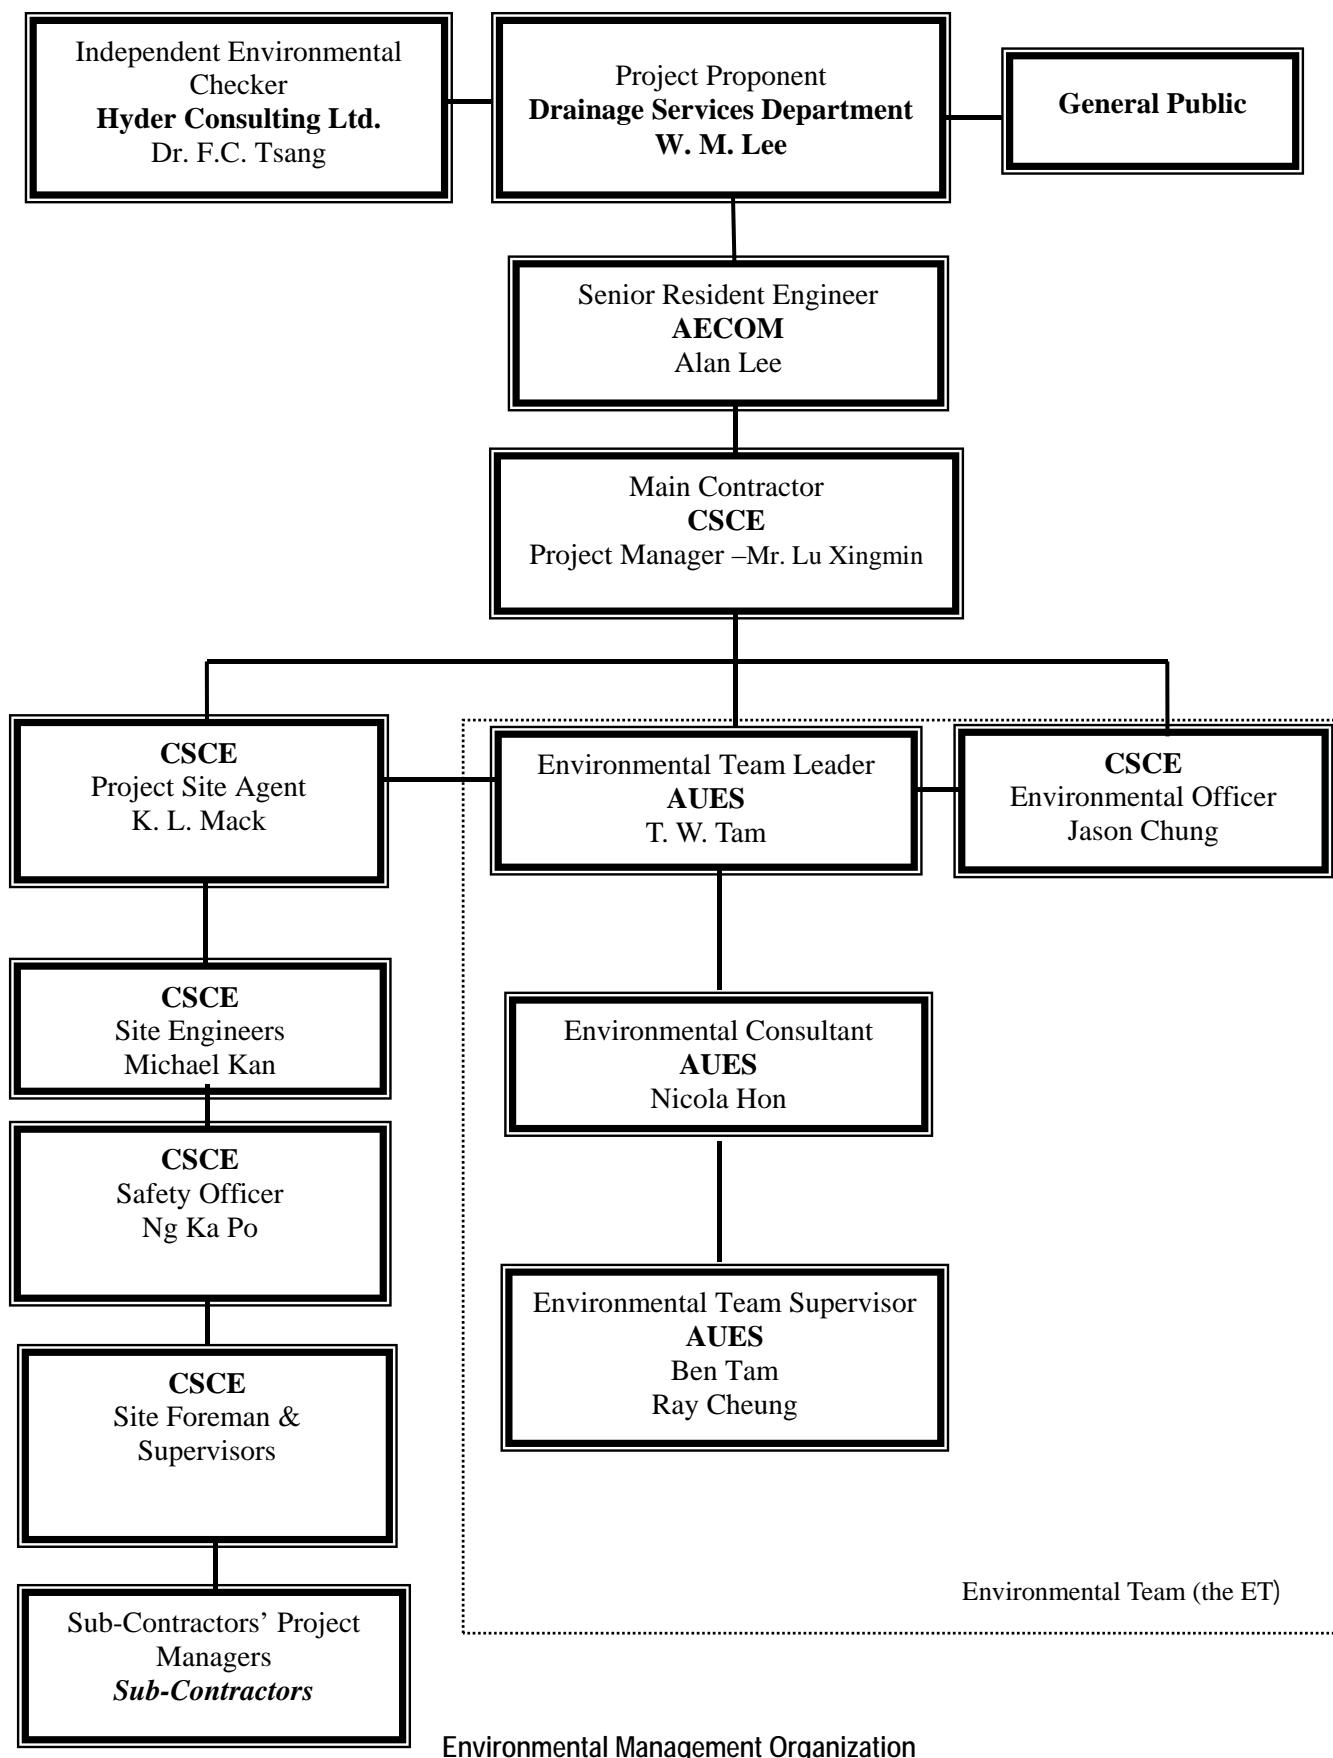 Independent Environmental
Checker
Hyder Consulting Ltd.
Dr. F.C. Tsang
Project Proponent
Drainage Services Department
W. M. Lee
General Public
Senior Resident Engineer
AECOM
Alan Lee
Main Contractor
CSCE
Project Manager –Mr. Lu Xingmin
CSCE
Project Site Agent
K. L. Mack
Environmental Team Leader
AUES
T. W. Tam
CSCE
Environmental Officer
Jason Chung
CSCE
Site Engineers
Michael Kan
Environmental Consultant
AUES
Nicola Hon
CSCE
Safety Officer
Ng Ka Po
Environmental Team Supervisor
AUES
Ben Tam
Ray Cheung
CSCE
Site Foreman &
Supervisors
Environmental Team (the ET)
Sub-Contractors’ Project
Managers
Sub-Contractors
Environmental Management Organization